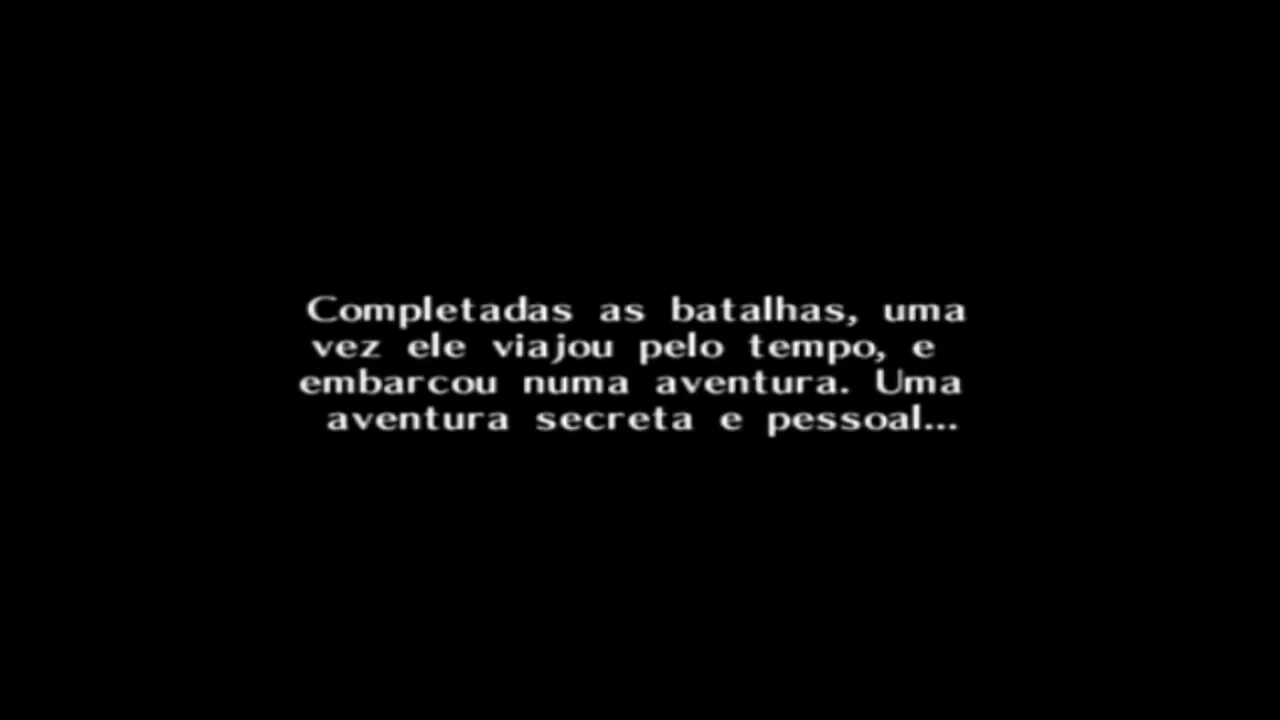 Completadas as batalhas, uma
vez ele viajou pelo tempo, e
embarcou numa aventura. Uma
aventura secreta e pessoal...